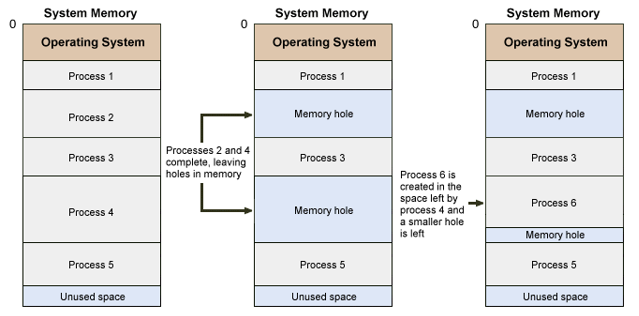 System Memory
0
Operating System
Process 1
Process 2
Process 3
Process 4
Process 5
Unused space
Processes 2 and 4
complete, leaving
holes in memory
System Memory
0
Operating System
Process 1
Memory hole
Process 3
Memory hole
Process 5
Unused space
Process 6 is
created in the
space left by
process 4 and
a smaller hole
is left
System Memory
0
Operating System
Process 1
Memory hole
Process 3
Process 6
Memory hole
Process 5
Unused space